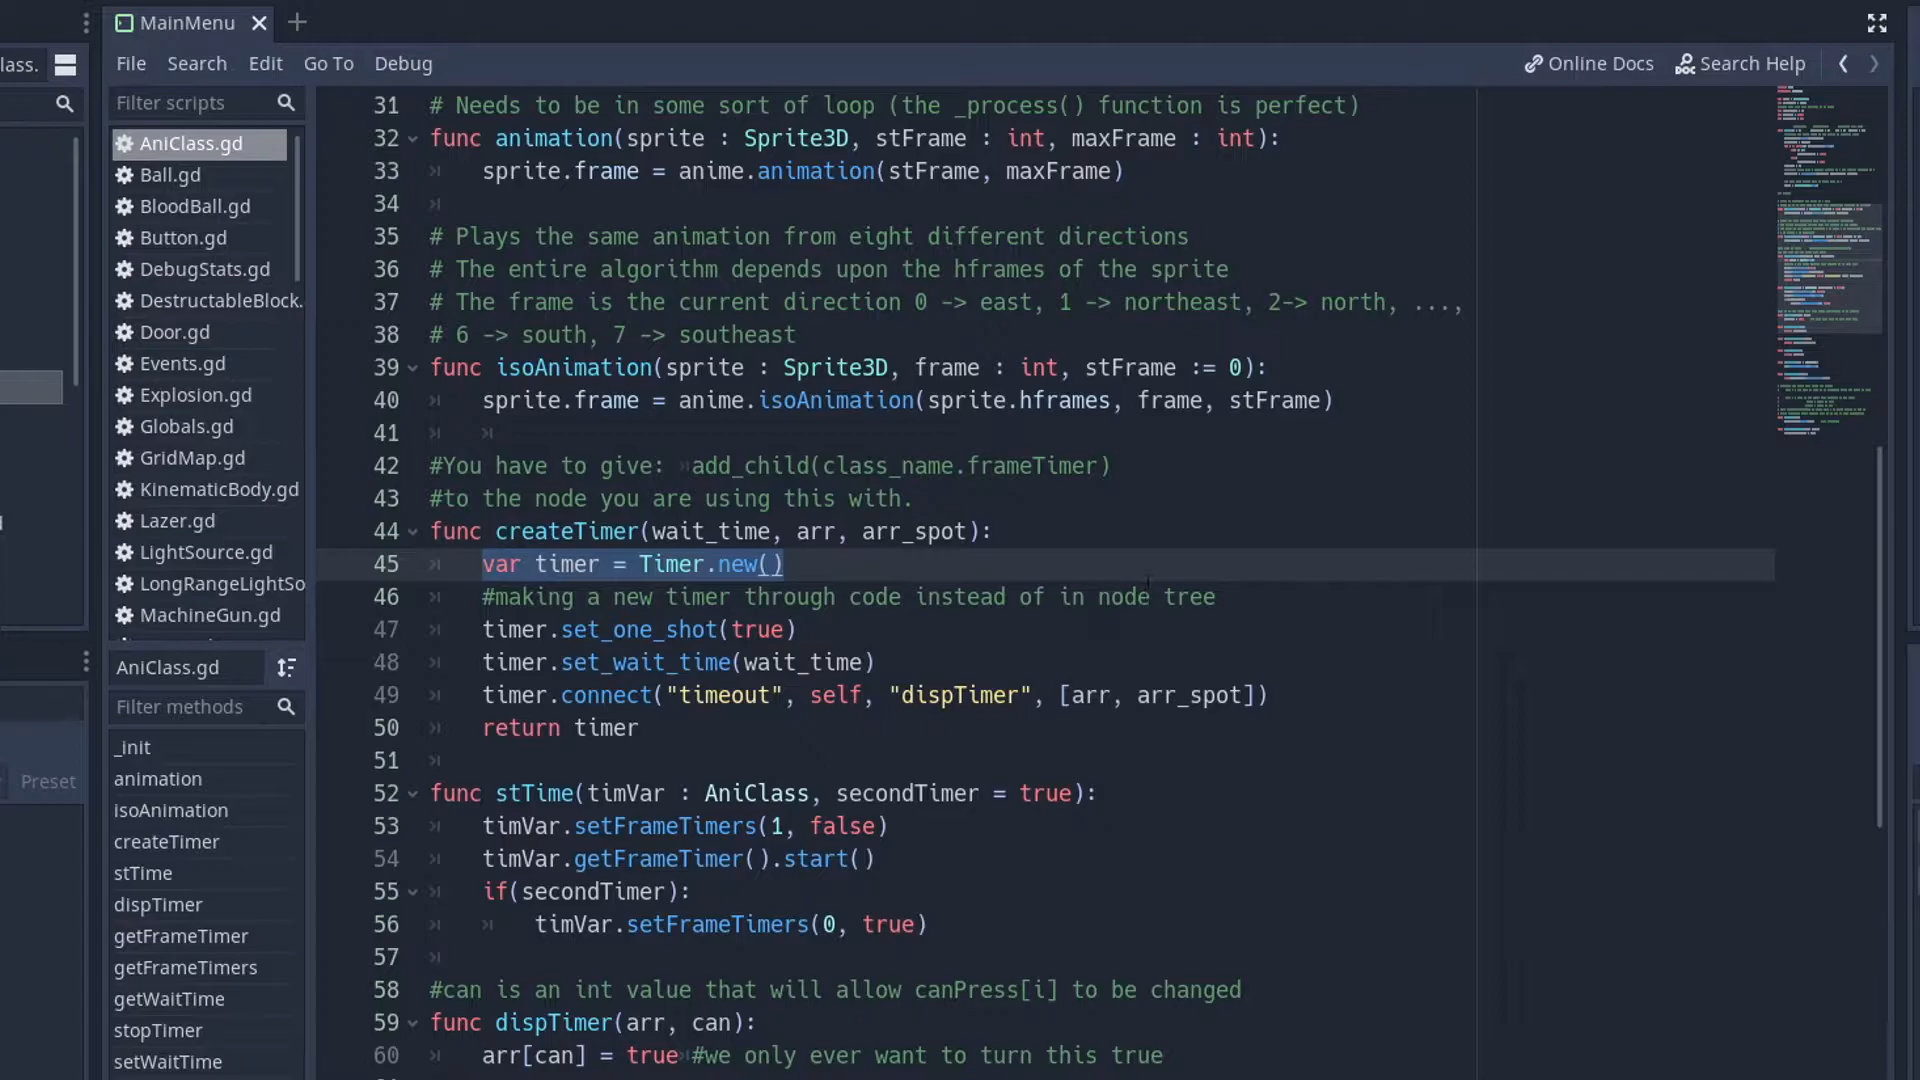 MainMenu
lass.
File Search Edit Go To Debug
Online Docs Search Help
Filter scripts
AniClass.gd
Ball.gd
BloodBall.gd
Button.gd
DebugStats.gd
DestructableBlock.
Door.gd
Events.gd
Explosion.gd
Globals.gd
GridMap.gd
KinematicBody.gd
Lazer.gd
LightSource.gd
LongRangeLightSo
MachineGun.gd
AniClass.gd
Filter methods
Preset
_init
animation
isoAnimation
createTimer
stTime
dispTimer
getFrameTimer
getFrameTimers
getWaitTime
stopTimer
setWaitTime
31 # Needs to be in some sort of loop (the _process() function is perfect)
32 func animation(sprite : Sprite3D, stFrame : int, maxFrame : int):
33 sprite.frame = anime.animation(stFrame, maxFrame)
34
35 # Plays the same animation from eight different directions
36 # The entire algorithm depends upon the hframes of the sprite
37 # The frame is the current direction 0 -> east, 1 -> northeast, 2-> north, ...,
38 # 6 -> south, 7 -> southeast
39 func isoAnimation(sprite : Sprite3D, frame : int, stFrame := 0):
40 sprite.frame = anime.isoAnimation(sprite.hframes, frame, stFrame)
41
42 #You have to give: add_child(class_name.frameTimer)
43 #to the node you are using this with.
44 func createTimer(wait_time, arr, arr_spot):
45 var timer = Timer.new()
46 #making a new timer through code instead of in node tree
47 timer.set_one_shot(true)
48 timer.set_wait_time(wait_time)
49 timer.connect("timeout", self, "dispTimer", [arr, arr_spot])
50 return timer
51
52 func stTime(timVar : AniClass, secondTimer = true):
53 timVar.setFrameTimers(1, false)
54 timVar.getFrameTimer().start()
55 if(secondTimer):
56 timVar.setFrameTimers(0, true)
57
58 #can is an int value that will allow canPress[i] to be changed
59 func dispTimer(arr, can):
60 arr[can] = true #we only ever want to turn this true